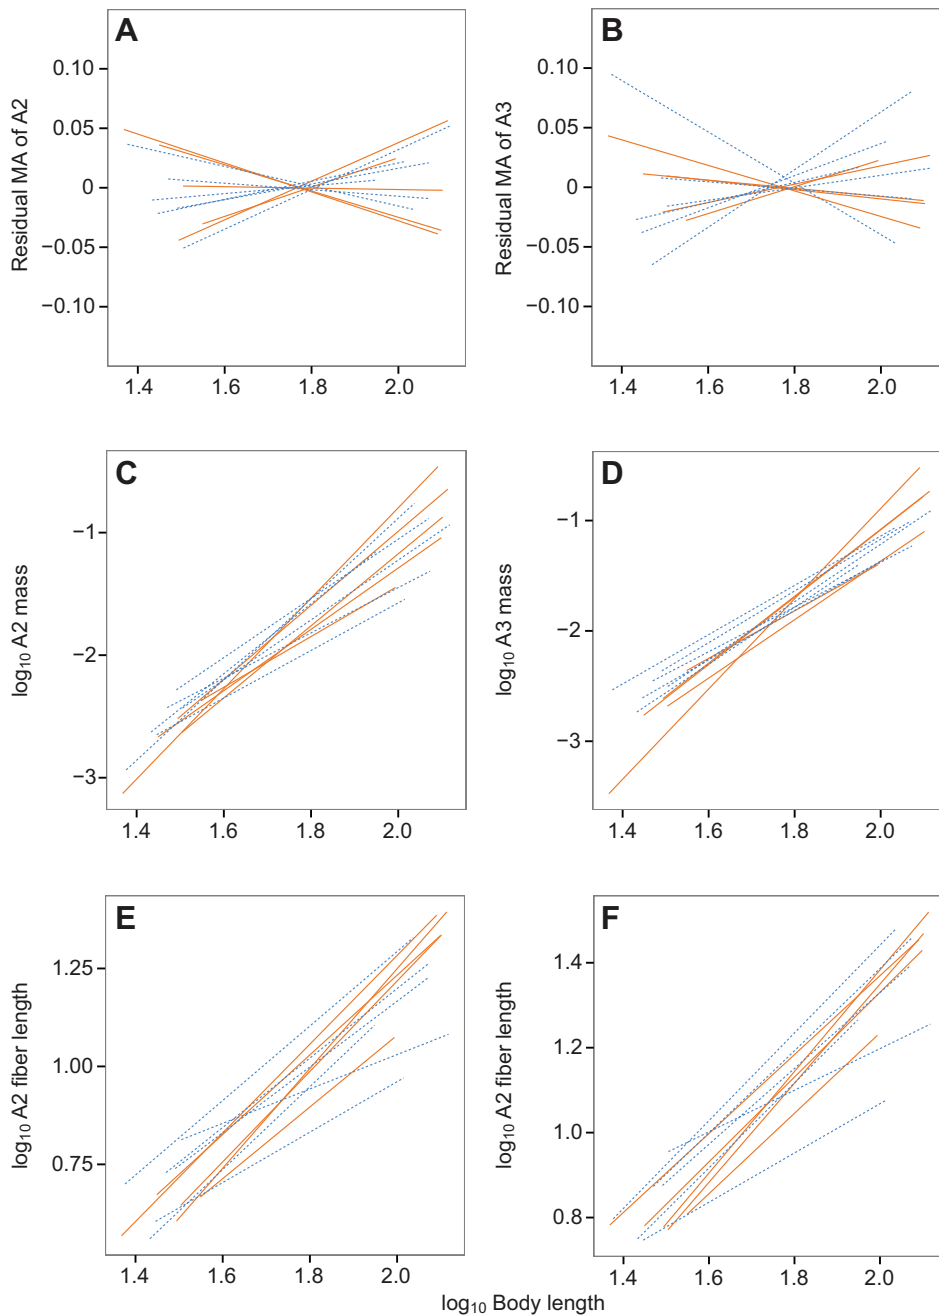 A
B
Residual MA of A2
0.10
0.05
0
−0.05
−0.10
1.4 1.6 1.8 2.0
Residual MA of A3
0.10
0.05
0
−0.05
−0.10
1.4 1.6 1.8 2.0
C
D
log10 A2 mass
−1
−2
−3
1.4 1.6 1.8 2.0
log10 A3 mass
−1
−2
−3
1.4 1.6 1.8 2.0
E
F
log10 A2 fiber length
1.25
1.00
0.75
1.4 1.6 1.8 2.0
log10 A2 fiber length
1.4
1.2
1.0
0.8
1.4 1.6 1.8 2.0
log10 Body length